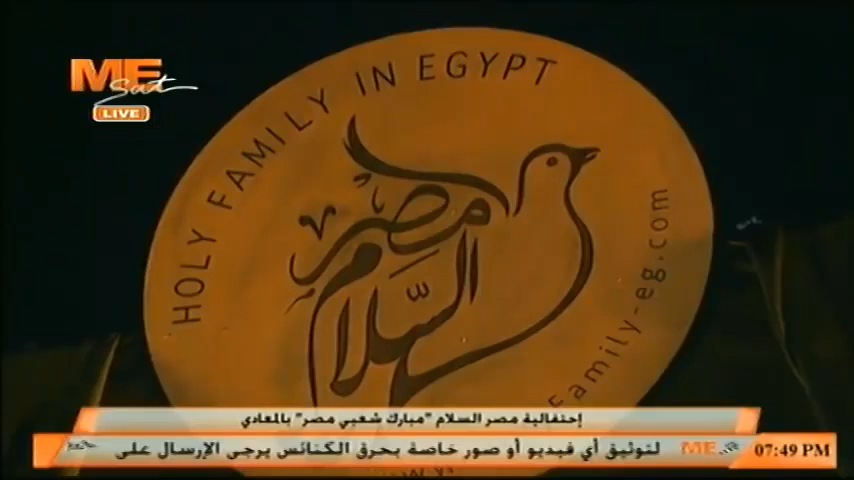 ME Sat
LIVE
HOLY FAMILY IN EGYPT
مصر
السلام
Family-eg.com
إحتفالية مصر السلام "مبارك شعبي مصر" بالمعادي
لتوثيق أي فيديو أو صور خاصة بحرق الكنائس يرجى الإرسال على
ME Sat
07:49 PM